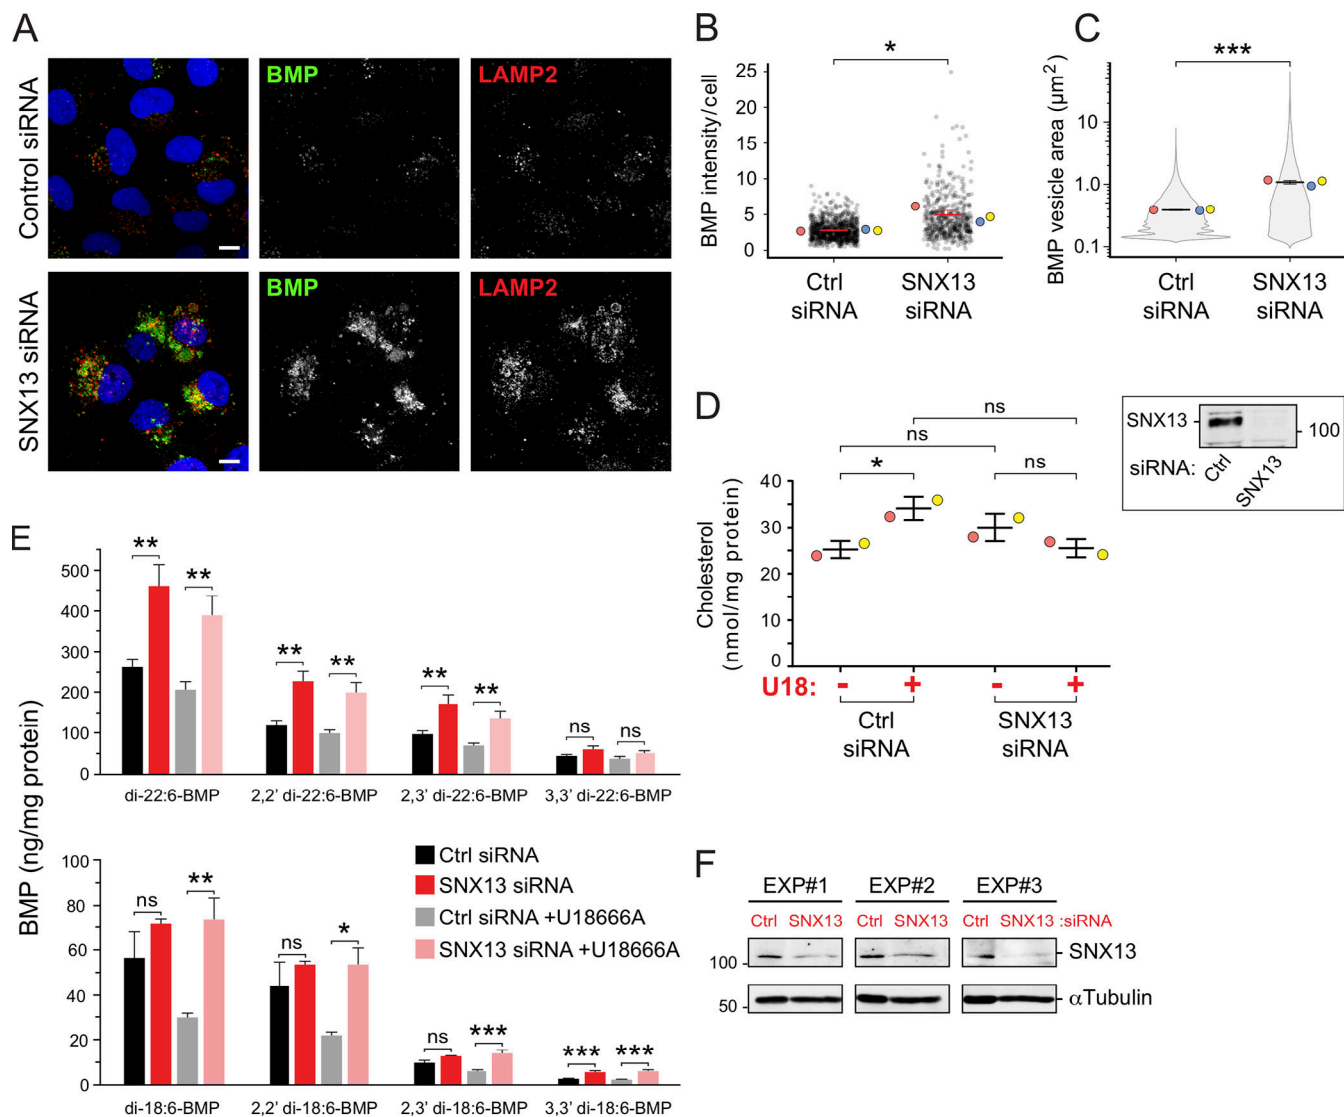 A
Control siRNA
BMP
LAMP2
SNX13 siRNA
BMP
LAMP2
B
*
BMP intensity/cell
25
20
15
10
5
0
Ctrl
siRNA
SNX13
siRNA
C
***
BMP vesicle area (µm²)
10
1.0
0.1
Ctrl
siRNA
SNX13
siRNA
D
ns
ns
*
ns
Cholesterol
(nmol/mg protein)
40
30
20
30
10
0
U18: - + - +
Ctrl
siRNA
SNX13
siRNA
SNX13
100
siRNA:
Ctrl
SNX13
E
BMP (ng/mg protein)
500
400
300
200
100
0
** **
** **
** **
ns ns
di-22:6-BMP
2,2' di-22:6-BMP
2,3' di-22:6-BMP
3,3' di-22:6-BMP
100
80
60
40
20
0
ns **
ns *
ns ***
*** ***
Ctrl siRNA
SNX13 siRNA
Ctrl siRNA +U18666A
SNX13 siRNA +U18666A
di-18:6-BMP
2,2' di-18:6-BMP
2,3' di-18:6-BMP
3,3' di-18:6-BMP
F
EXP#1 EXP#2 EXP#3
Ctrl SNX13 Ctrl SNX13 Ctrl SNX13 :siRNA
100
SNX13
50
αTubulin